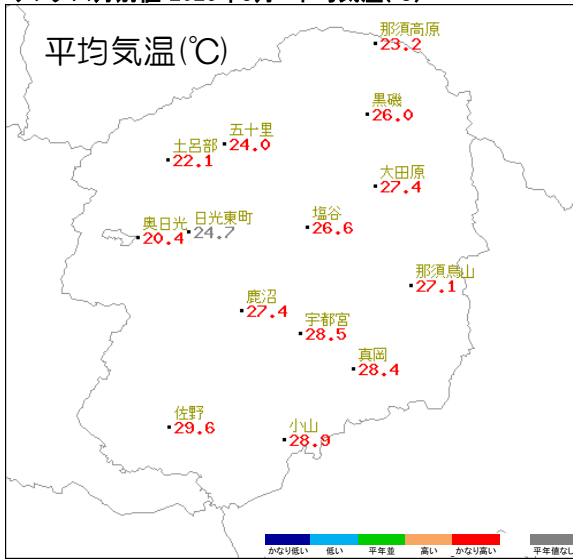 平均気温(℃)
那須高原
23.2
黒磯
26.0
五十里
24.0
土呂部
22.1
大田原
27.4
奥日光
20.4
日光東町
24.7
塩谷
26.6
那須烏山
27.1
鹿沼
27.4
宇都宮
28.5
真岡
28.4
佐野
29.6
小山
28.9
かなり低い 低い 平年並 高い かなり高い 平年値なし